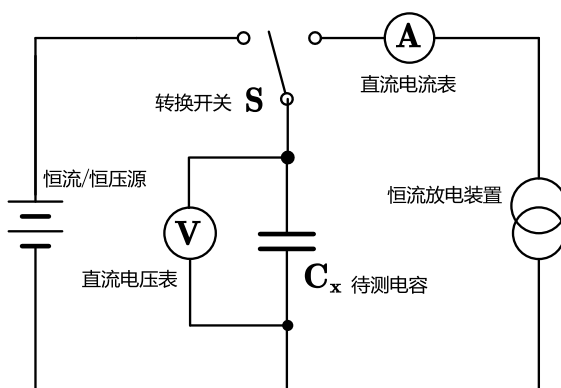 A
直流电流表
转换开关 S
恒流/恒压源
恒流放电装置
V
直流电压表
Cx 待测电容